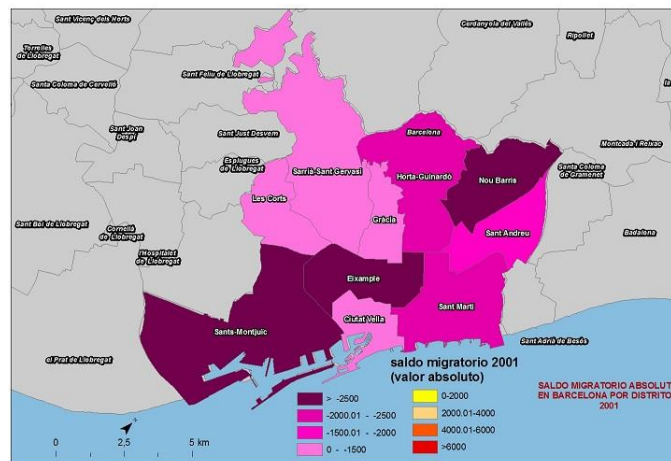 Sant Vicenç dels Horts
Cerdanyola del Vallès
Torrelles
de Llobregat
Ripollet
Sant Feliu de Llobregat
Santa Coloma de Cervelló
Sant Joan
Despí
Sant Just Desvern
Barcelona
Montcada i Reixac
Esplugues
de Llobregat
Sarria-Sant Gervasi
Horta-Guinardó
Nou Barris
Santa Coloma
de Gramenet
Les Corts
Gràcia
Sant Andreu
Sant Boi de Llobregat
Cornellà
de Llobregat
Badalona
l'Hospitalet
de Llobregat
Eixample
Sant Martí
Ciutat Vella
Sants-Montjuïc
Sant Adrià de Besòs
el Prat de Llobregat
saldo migratorio 2001
(valor absoluto)
> -2500
-2000.01 - -2500
-1500.01 - -2000
0 - -1500
0-2000
2000.01-4000
4000.01-6000
>6000
SALDO MIGRATORIO ABSOLUT
EN BARCELONA POR DISTRITO
2001
0 2,5 5 km